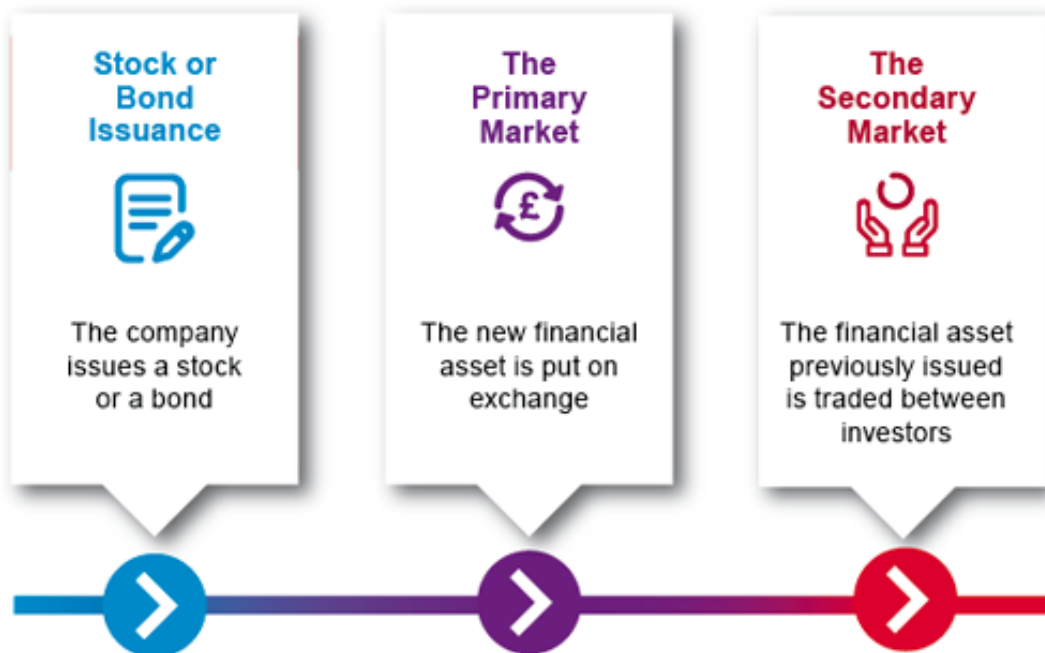 Stock or
Bond
Issuance
The company
issues a stock
or a bond
The
Primary
Market
£
The new financial
asset is put on
exchange
The
Secondary
Market
The financial asset
previously issued
is traded between
investors